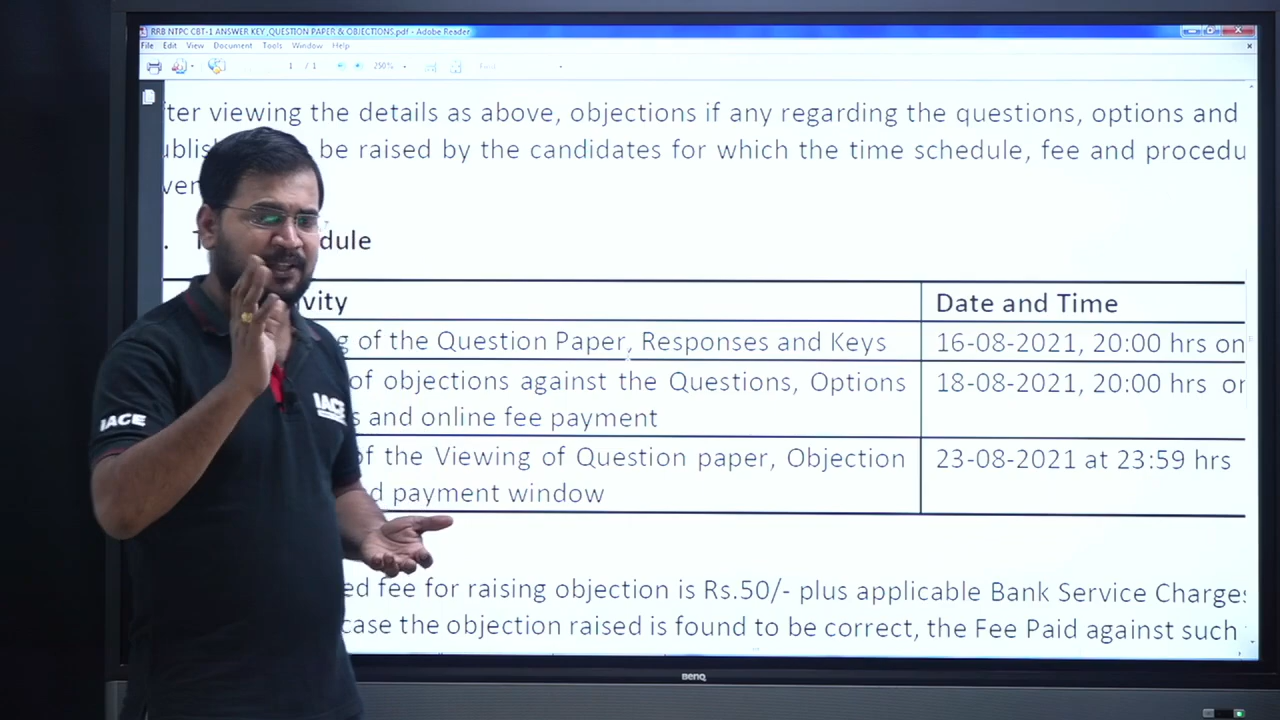 RRB NTPC CBT-1 ANSWER KEY ,QUESTION PAPER & OBJECTIONS.pdf - Adobe Reader
File Edit View Document Tools Window Help
1 / 1 250% Find
fter viewing the details as above, objections if any regarding the questions, options and
ublis be raised by the candidates for which the time schedule, fee and procedu
ven
. T dule
vity Date and Time
g of the Question Paper, Responses and Keys 16-08-2021, 20:00 hrs on
of objections against the Questions, Options 18-08-2021, 20:00 hrs or
s and online fee payment
of the Viewing of Question paper, Objection 23-08-2021 at 23:59 hrs
d payment window
ed fee for raising objection is Rs.50/- plus applicable Bank Service Charges
case the objection raised is found to be correct, the Fee Paid against such
IACE
IACE
BenQ